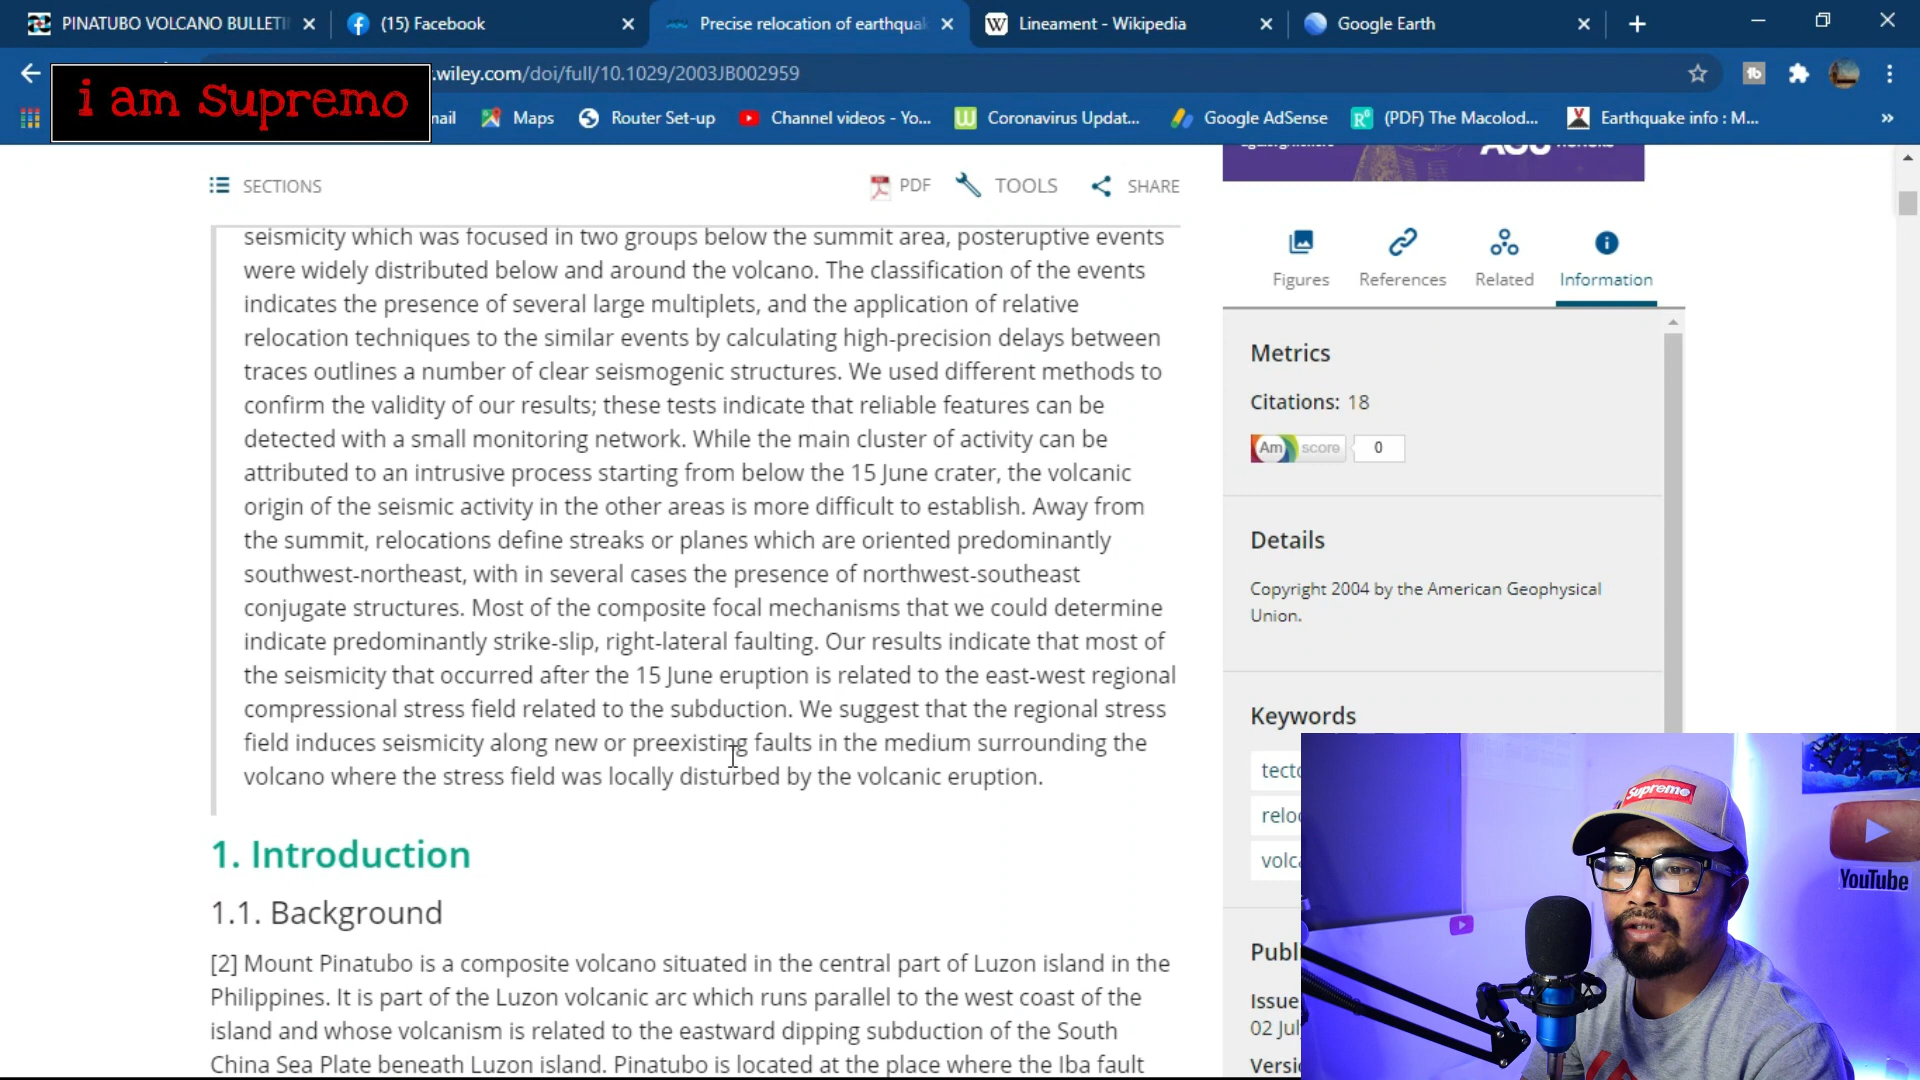 PINATUBO VOLCANO BULLETI
(15) Facebook
Precise relocation of earthqua
Lineament - Wikipedia
Google Earth
i am supremo
.wiley.com/doi/full/10.1029/2003JB002959
Maps
Router Set-up
Channel videos - Yo...
Coronavirus Updat...
Google AdSense
(PDF) The Macolod...
Earthquake info : M...
SECTIONS
PDF
TOOLS
SHARE
seismicity which was focused in two groups below the summit area, posteruptive events
were widely distributed below and around the volcano. The classification of the events
indicates the presence of several large multiplets, and the application of relative
relocation techniques to the similar events by calculating high-precision delays between
traces outlines a number of clear seismogenic structures. We used different methods to
confirm the validity of our results; these tests indicate that reliable features can be
detected with a small monitoring network. While the main cluster of activity can be
attributed to an intrusive process starting from below the 15 June crater, the volcanic
origin of the seismic activity in the other areas is more difficult to establish. Away from
the summit, relocations define streaks or planes which are oriented predominantly
southwest-northeast, with in several cases the presence of northwest-southeast
conjugate structures. Most of the composite focal mechanisms that we could determine
indicate predominantly strike-slip, right-lateral faulting. Our results indicate that most of
the seismicity that occurred after the 15 June eruption is related to the east-west regional
compressional stress field related to the subduction. We suggest that the regional stress
field induces seismicity along new or preexisting faults in the medium surrounding the
volcano where the stress field was locally disturbed by the volcanic eruption.
1. Introduction
1.1. Background
[2] Mount Pinatubo is a composite volcano situated in the central part of Luzon island in the
Philippines. It is part of the Luzon volcanic arc which runs parallel to the west coast of the
island and whose volcanism is related to the eastward dipping subduction of the South
China Sea Plate beneath Luzon island. Pinatubo is located at the place where the Iba fault
Figures
References
Related
Information
Metrics
Citations: 18
Am score 0
Details
Copyright 2004 by the American Geophysical
Union.
Keywords
tecto
reloc
volca
Publi
Issue
02 Jul
Versi
Supreme
YouTube